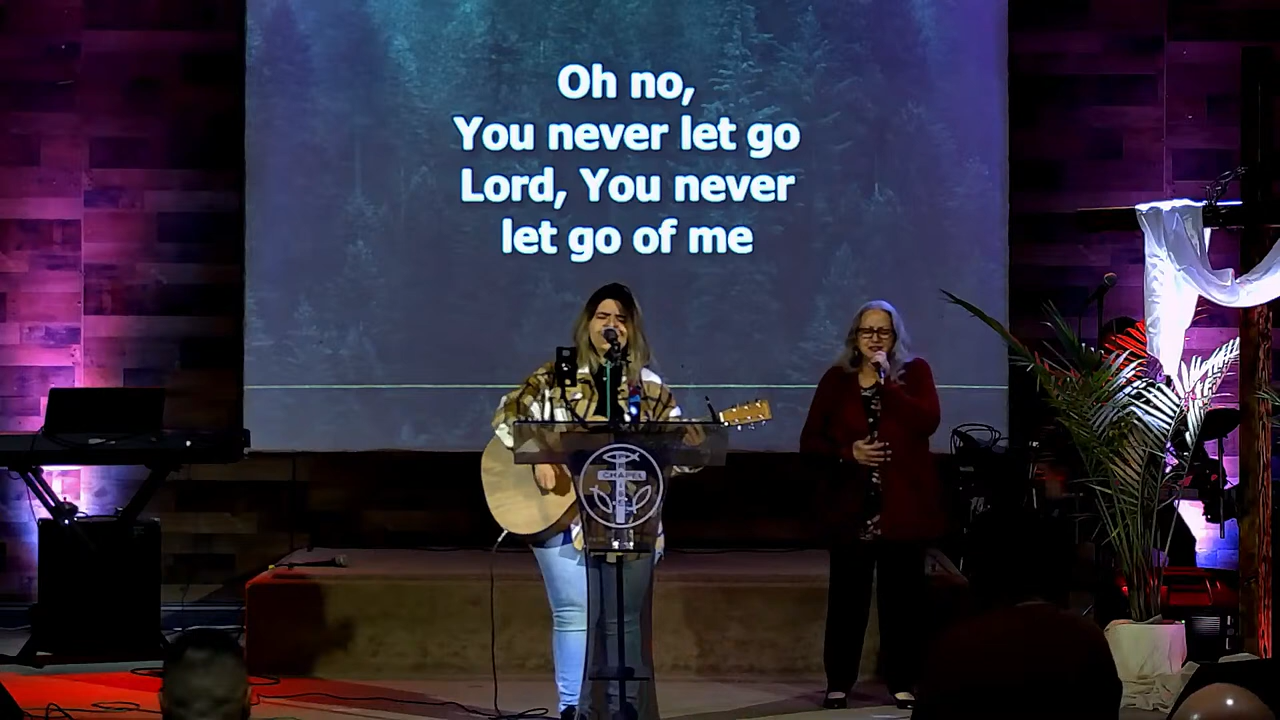 Oh no,
You never let go
Lord, You never
let go of me
CHAPEL